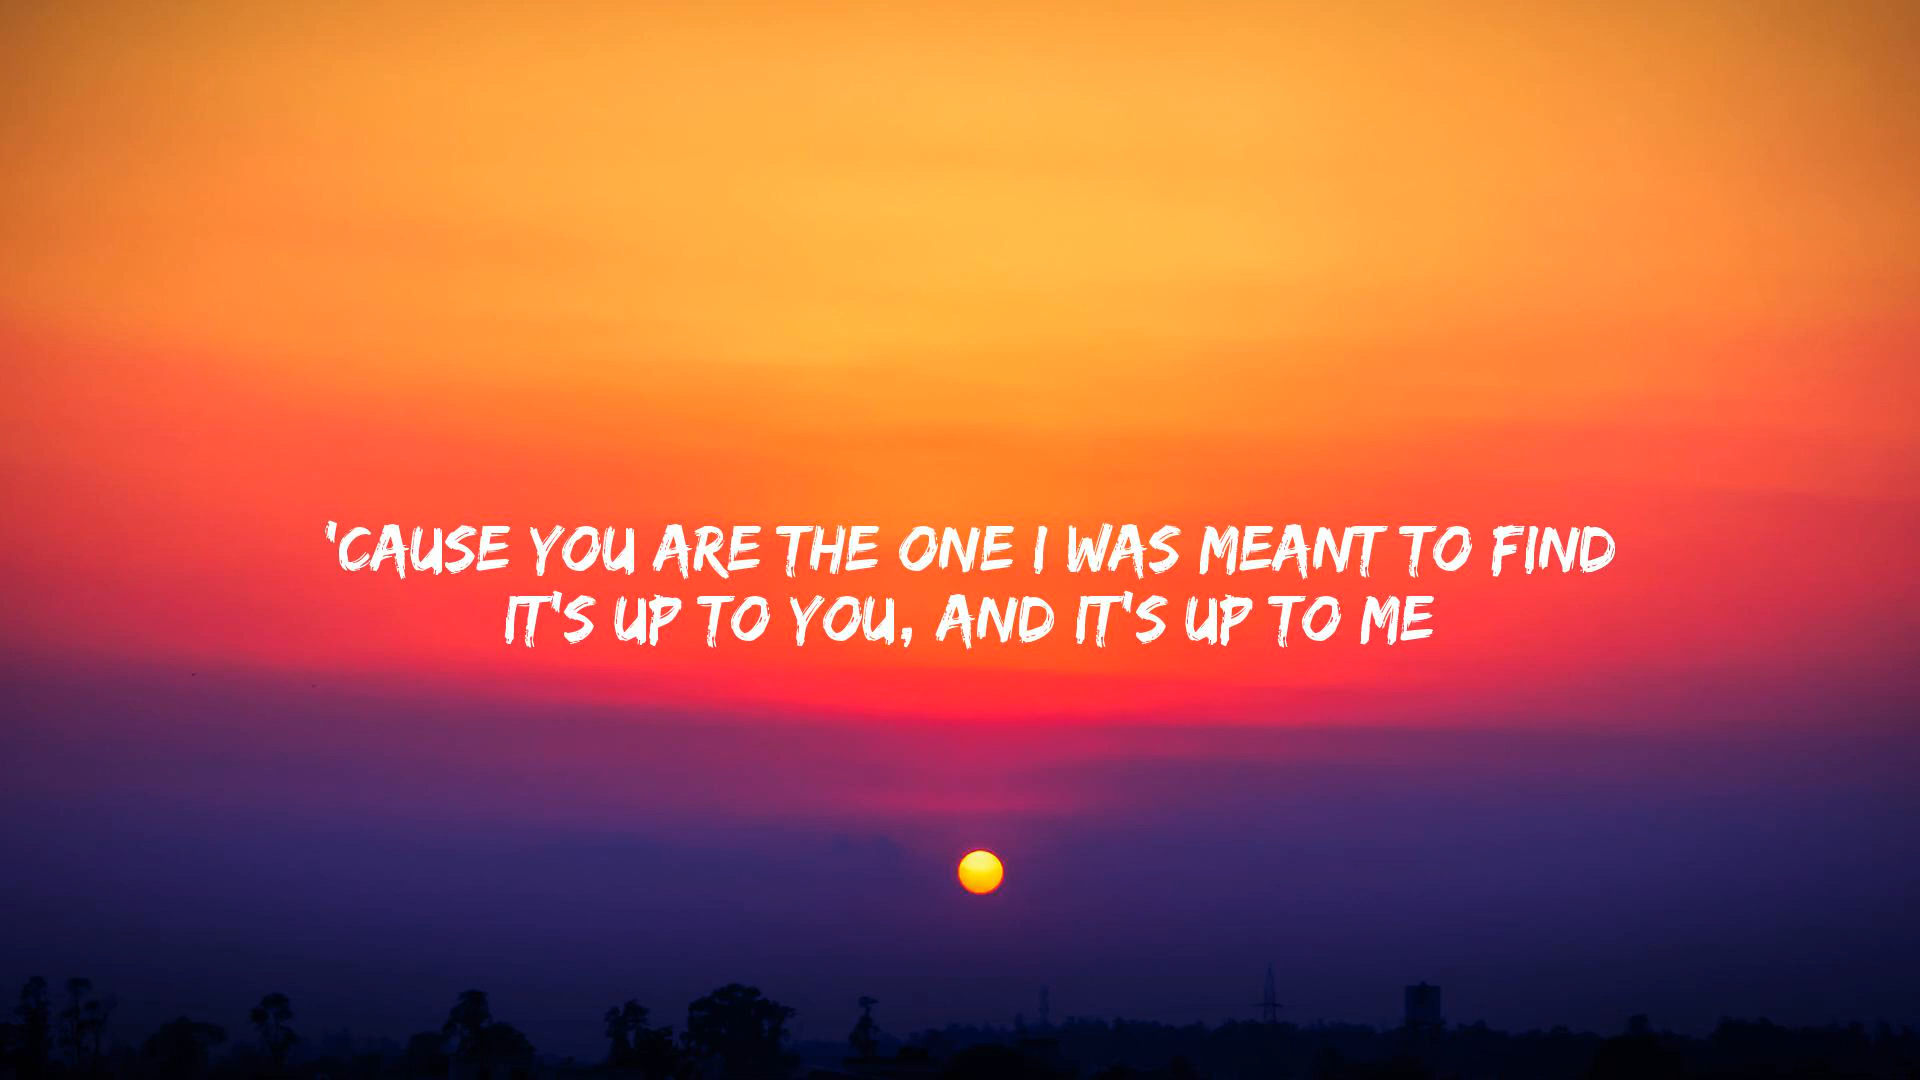 'CAUSE YOU ARE THE ONE I WAS MEANT TO FIND
IT'S UP TO YOU, AND IT'S UP TO ME